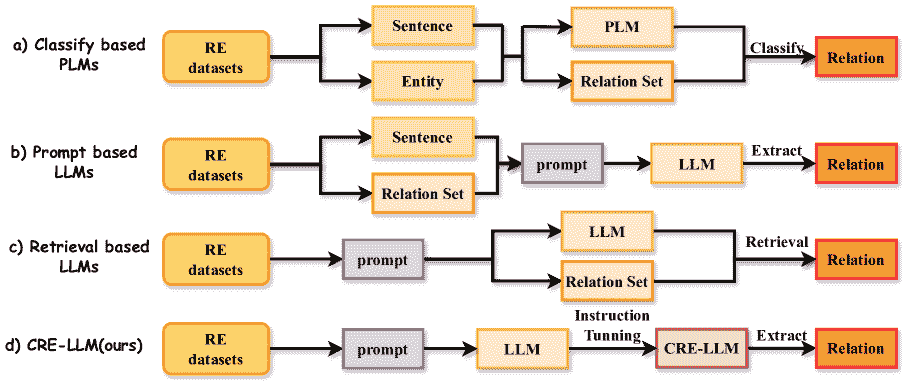 a) Classify based
PLMs
RE
datasets
Sentence
Entity
PLM
Relation Set
Classify
Relation
b) Prompt based
LLMs
RE
datasets
Sentence
Relation Set
prompt
LLM
Extract
Relation
c) Retrieval based
LLMs
RE
datasets
prompt
LLM
Relation Set
Retrieval
Relation
d) CRE-LLM(ours)
RE
datasets
prompt
LLM
Instruction
Tunning
CRE-LLM
Extract
Relation